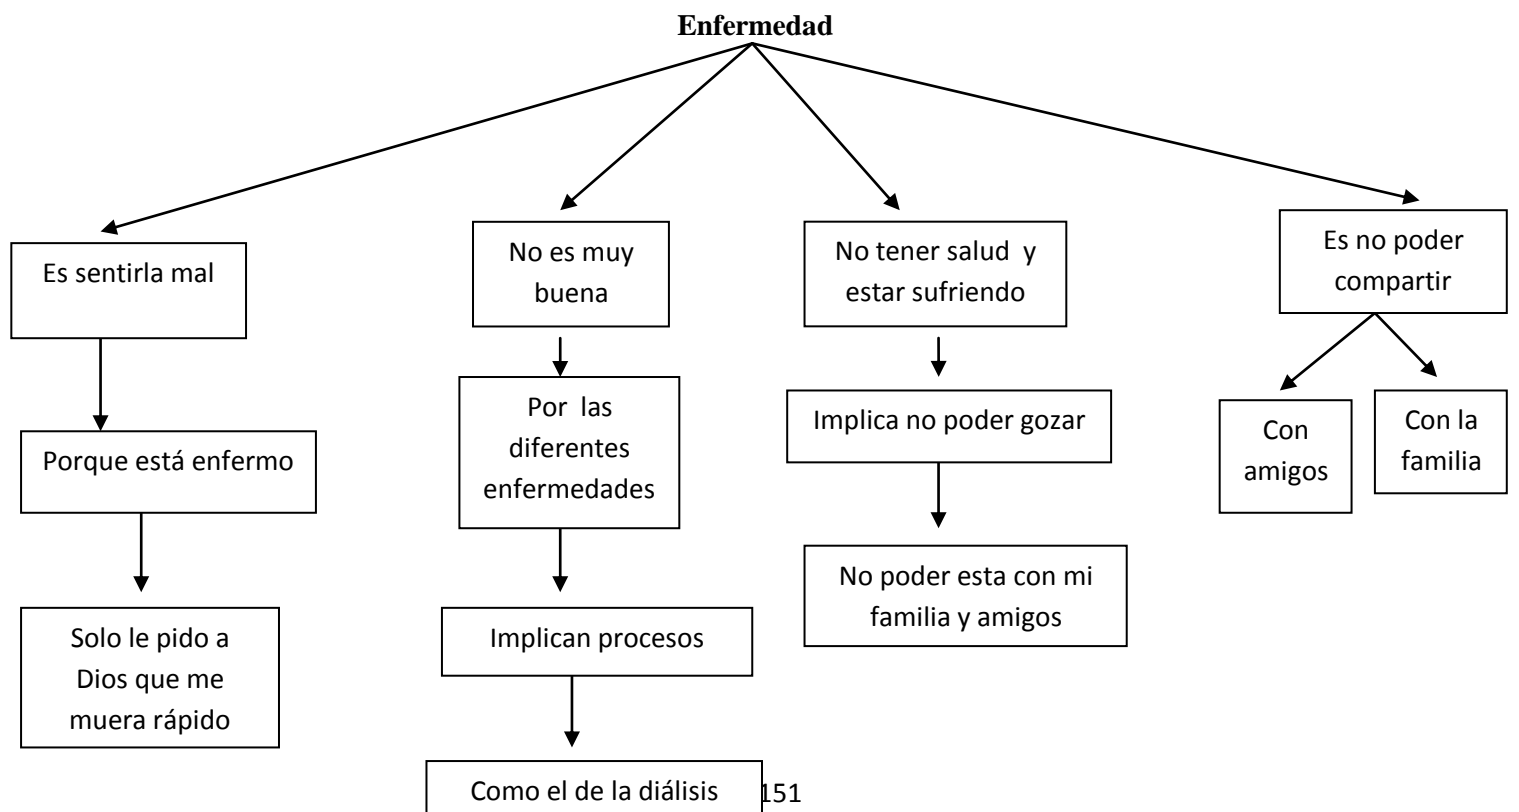 Enfermedad
Es sentirla mal
No es muy
buena
No tener salud y
estar sufriendo
Es no poder
compartir
Porque está enfermo
Por las
diferentes
enfermedades
Implica no poder gozar
Con
amigos
Con la
familia
Solo le pido a
Dios que me
muera rápido
Implican procesos
No poder esta con mi
familia y amigos
Como el de la diálisis
151